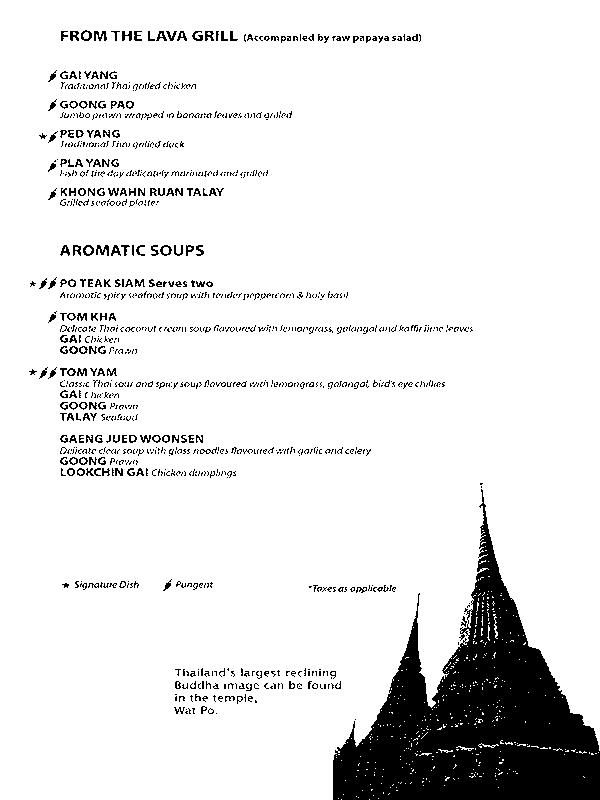 FROM THE LAVA GRILL (Accompanied by raw papaya salad)
GAI YANG
Traditional Thai grilled chicken
GOONG PAO
Jumbo prawn wrapped in banana leaves and grilled
★ PED YANG
Traditional Thai grilled duck
PLA YANG
Fish of the day delicately marinated and grilled
KHONG WAHN RUAN TALAY
Grilled seafood platter
AROMATIC SOUPS
★ PO TEAK SIAM Serves two
Aromatic spicy seafood soup with tender peppercorn & holy basil
TOM KHA
Delicate Thai coconut cream soup flavoured with lemongrass, galangal and kaffir lime leaves
GAI Chicken
GOONG Prawn
★ TOM YAM
Classic Thai sour and spicy soup flavoured with lemongrass, galangal, bird's eye chillies
GAI Chicken
GOONG Prawn
TALAY Seafood
GAENG JUED WOONSEN
Delicate clear soup with glass noodles flavoured with garlic and celery
GOONG Prawn
LOOKCHIN GAI Chicken dumplings
★ Signature Dish Pungent
*Taxes as applicable
Thailand's largest reclining
Buddha image can be found
in the temple,
Wat Po.